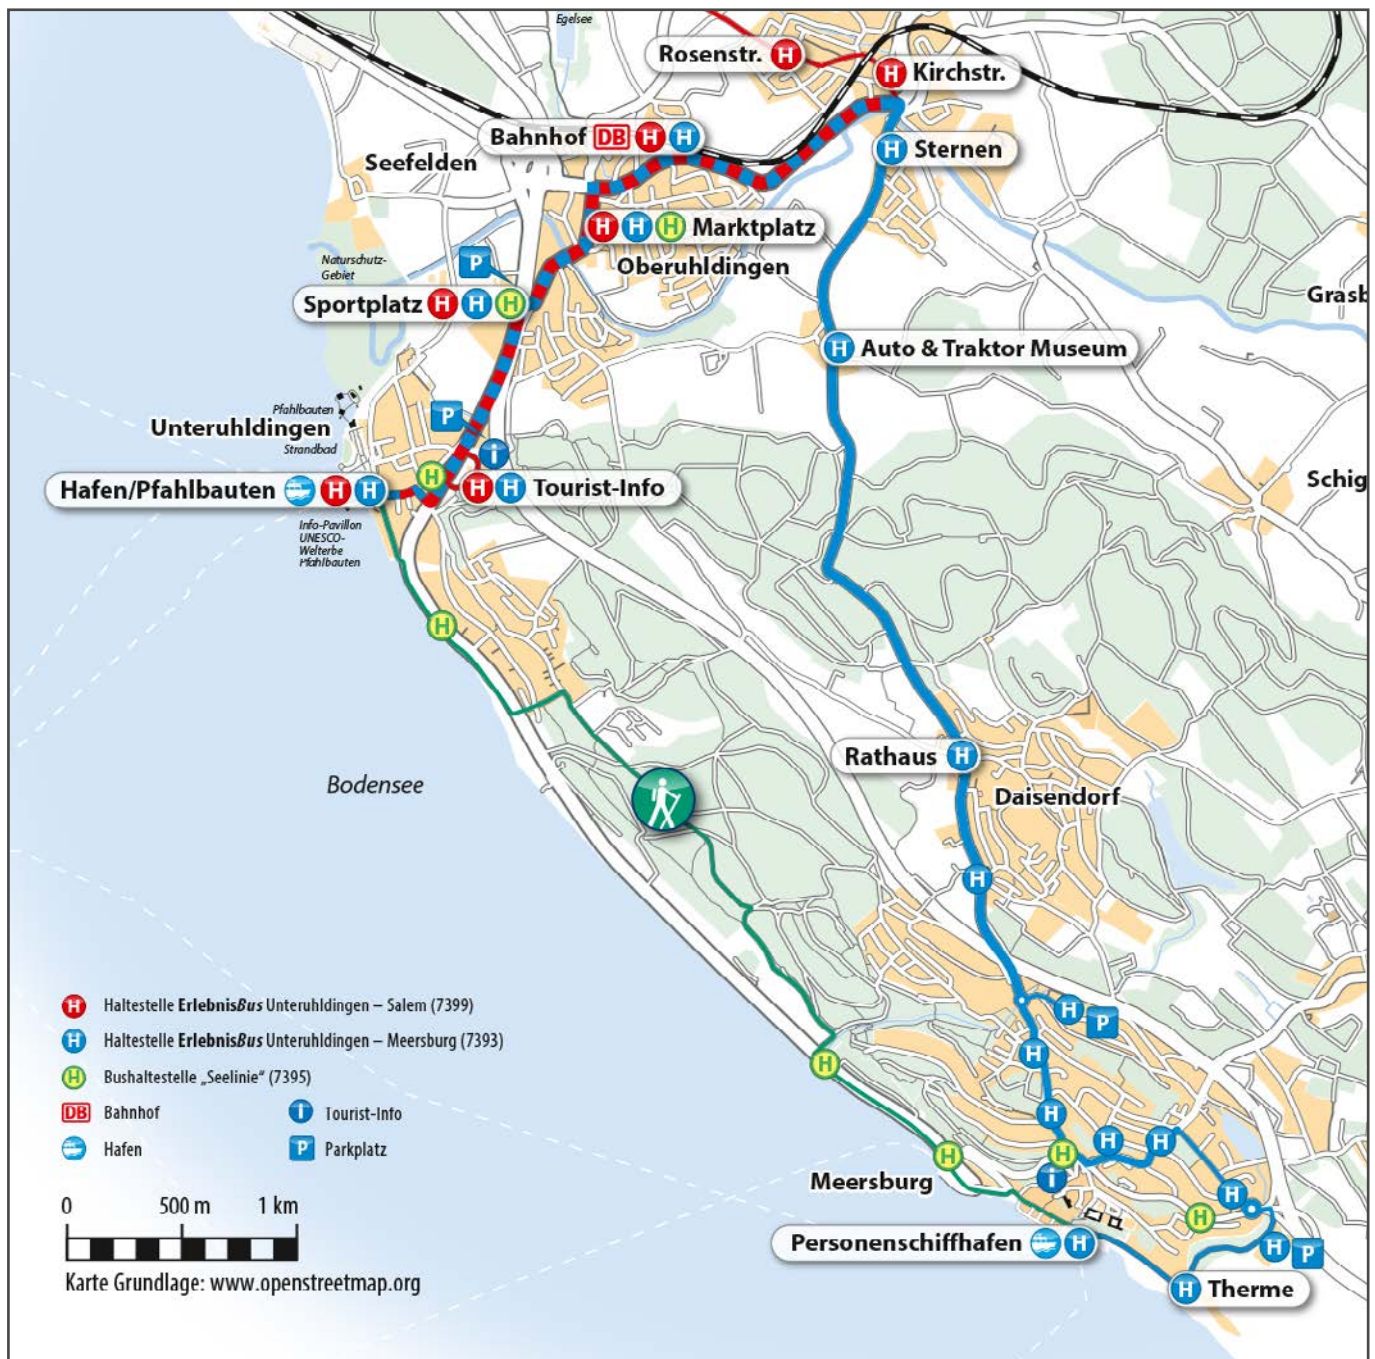 Egelsee
Rosenstr. H
H Kirchstr.
Bahnhof DB H H
H Sternen
Seefelden
H H H Marktplatz
Oberuhldingen
Naturschutz-
Gebiet
P
Sportplatz H H H
Grasb
H Auto & Traktor Museum
Pfahlbauten
Unteruhldingen
Strandbad
P
i
H
Hafen/Pfahlbauten H H
H H Tourist-Info
Schig
Info-Pavillon
UNESCO-
Welterbe
Pfahlbauten
H
Rathaus H
Bodensee
Daisendorf
H
H Haltestelle ErlebnisBus Unteruhldingen – Salem (7399)
H Haltestelle ErlebnisBus Unteruhldingen – Meersburg (7393)
H Bushaltestelle „Seelinie“ (7395)
DB Bahnhof
i Tourist-Info
Hafen
P Parkplatz
H P
H
H
H
H
H
H H
i
Meersburg
H
H
Personenschiffhafen H
H P
H Therme
0 500 m 1 km
Karte Grundlage: www.openstreetmap.org